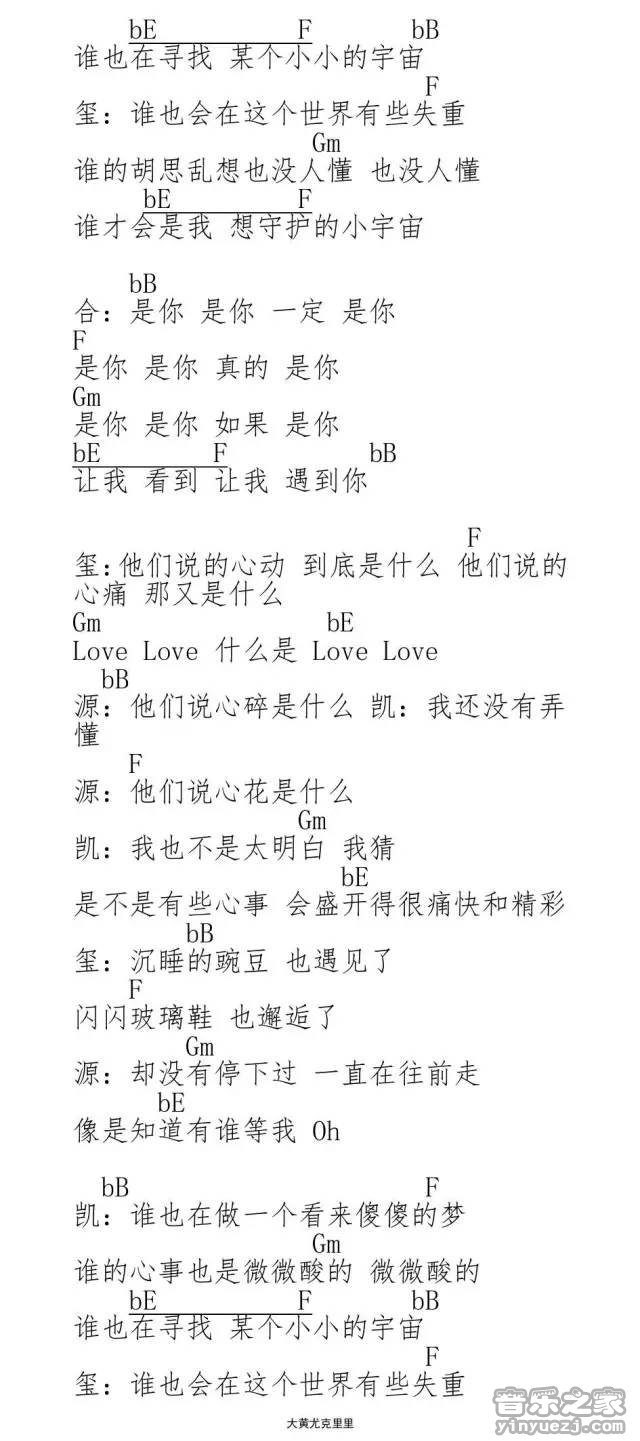 bE F bB
谁也在寻找 某个小小的宇宙
F
玺：谁也会在这个世界有些失重
Gm
谁的胡思乱想也没人懂 也没人懂
bE F
谁才会是我 想守护的小宇宙
bB
合：是你 是你 一定 是你
F
是你 是你 真的 是你
Gm
是你 是你 如果 是你
bE F bB
让我 看到 让我 遇到你
F
玺:他们说的心动 到底是什么 他们说的
心痛 那又是什么
Gm bE
Love Love 什么是 Love Love
bB
源：他们说心碎是什么 凯：我还没有弄
懂
F
源：他们说心花是什么
Gm
凯：我也不是太明白 我猜
bE
是不是有些心事 会盛开得很痛快和精彩
bB
玺：沉睡的豌豆 也遇见了
F
闪闪玻璃鞋 也邂逅了
Gm
源：却没有停下过 一直在往前走
bE
像是知道有谁等我 Oh
bB F
凯：谁也在做一个看来傻傻的梦
Gm
谁的心事也是微微酸的 微微酸的
bE F bB
谁也在寻找 某个小小的宇宙
F
玺：谁也会在这个世界有些失重
大黄尤克里里
音乐之家
yinyuezj.com